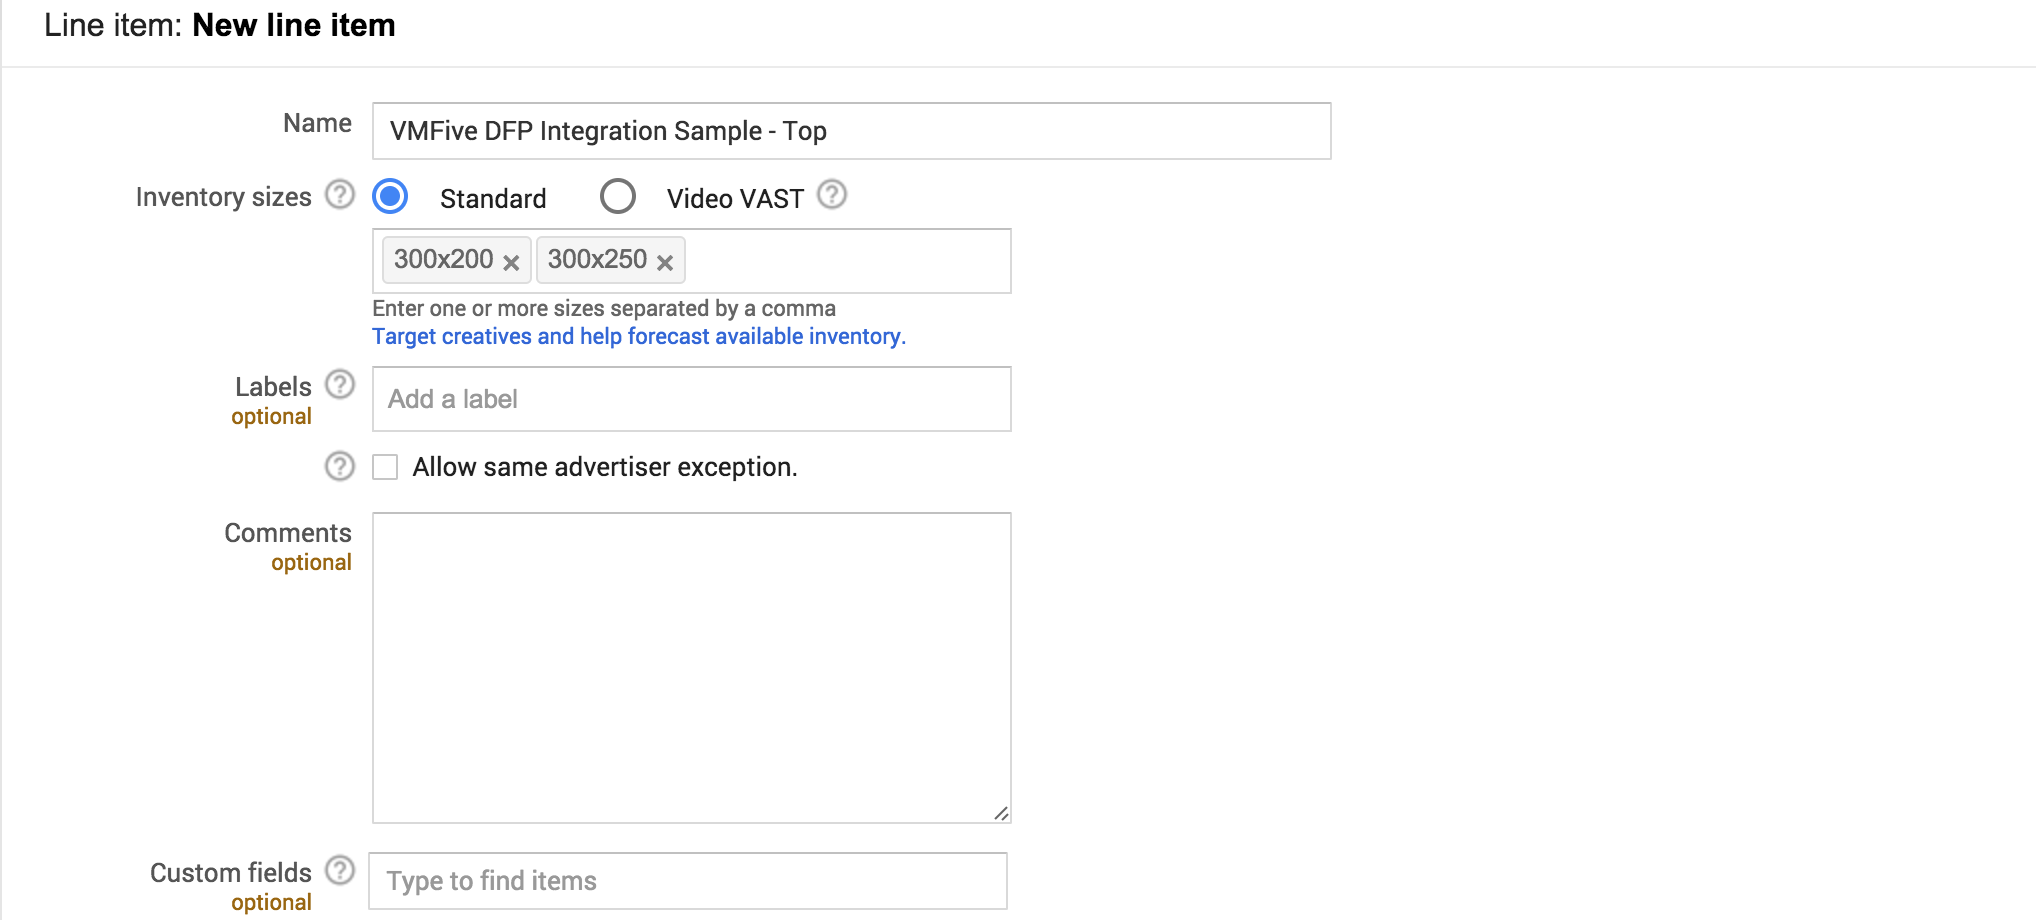 Line item: New line item
Name
VMFive DFP Integration Sample - Top
Inventory sizes ? Standard Video VAST ?
300x200 × 300x250 ×
Enter one or more sizes separated by a comma
Target creatives and help forecast available inventory.
Labels ? Add a label
optional
? Allow same advertiser exception.
Comments
optional
Custom fields ? Type to find items
optional